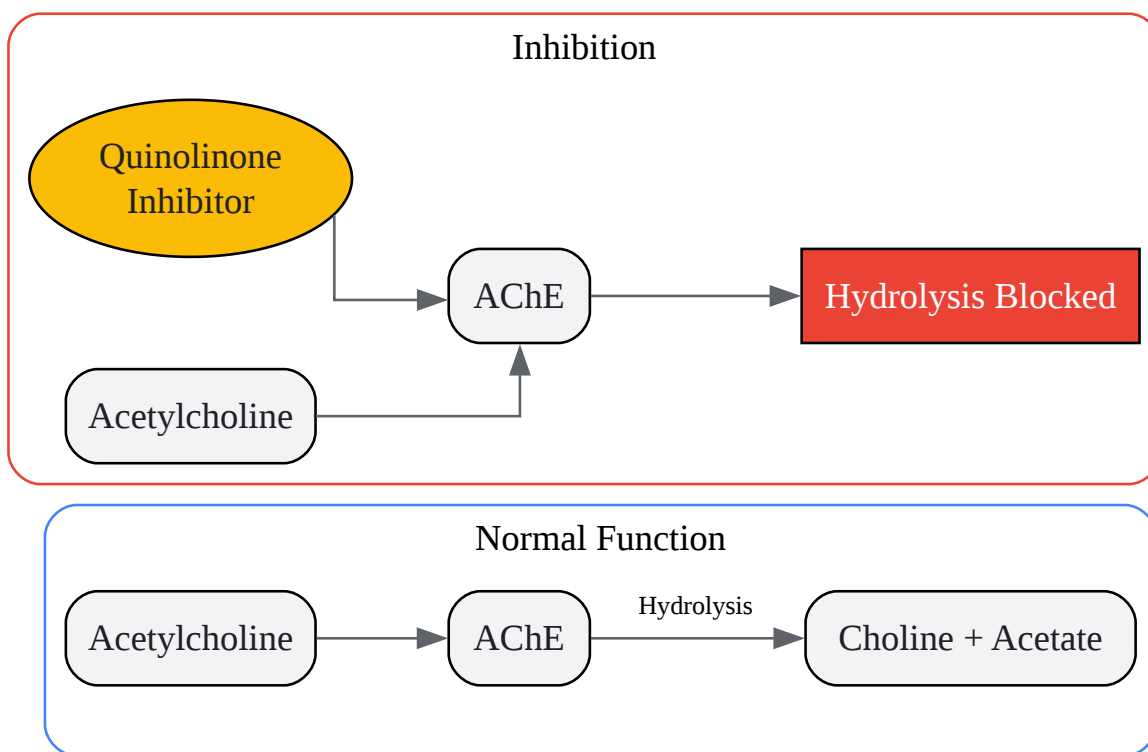 Inhibition
Quinolinone
Inhibitor
AChE
Hydrolysis Blocked
Acetylcholine
Normal Function
Acetylcholine
AChE
Hydrolysis
Choline + Acetate